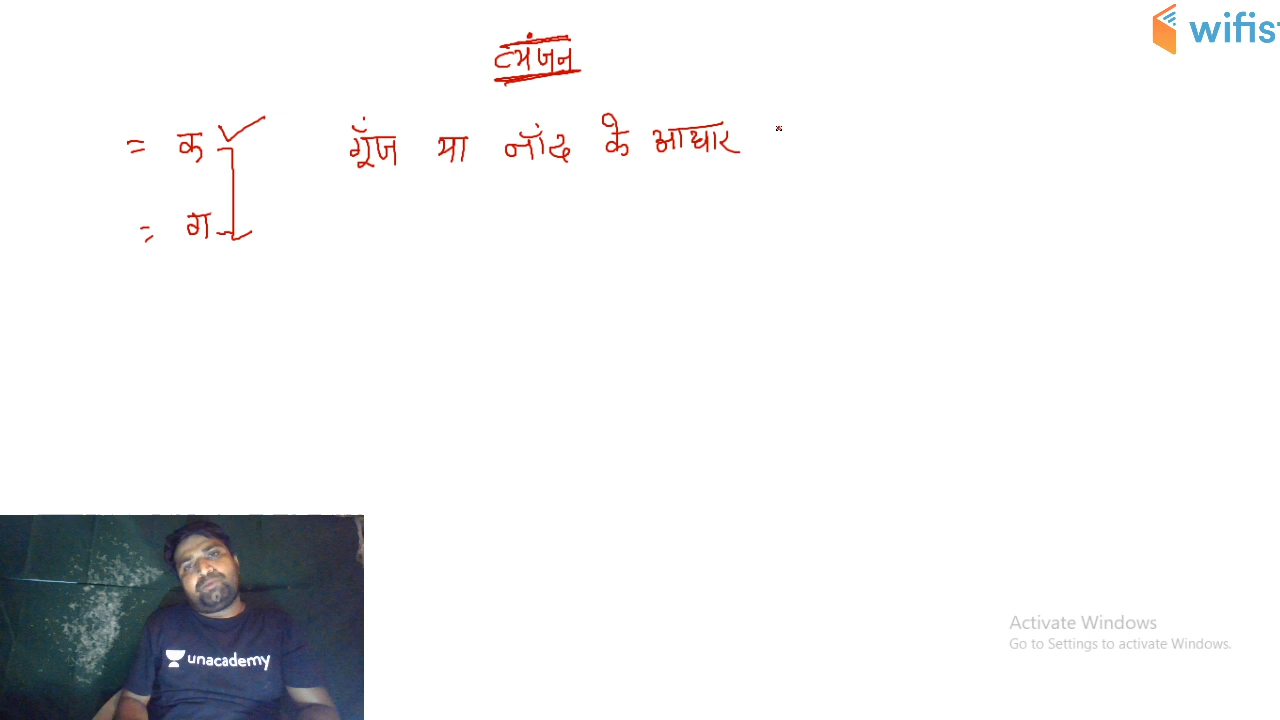 wifis
व्यंजन
= क गूँज या नाँद के आधार
= ग
unacademy
Activate Windows
Go to Settings to activate Windows.